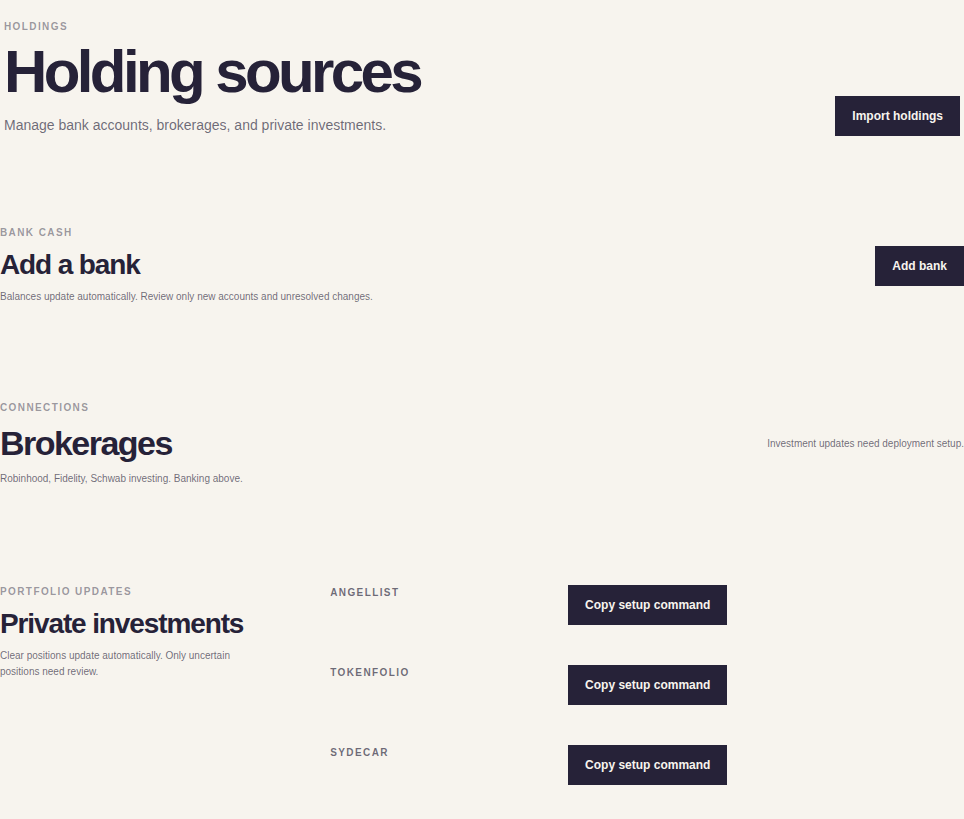 HOLDINGS
Holding sources
Manage bank accounts, brokerages, and private investments.
Import holdings
BANK CASH
Add a bank
Balances update automatically. Review only new accounts and unresolved changes.
Add bank
CONNECTIONS
Brokerages
Robinhood, Fidelity, Schwab investing. Banking above.
Investment updates need deployment setup.
PORTFOLIO UPDATES
Private investments
Clear positions update automatically. Only uncertain
positions need review.
ANGELLIST
Copy setup command
TOKENFOLIO
Copy setup command
SYDECAR
Copy setup command